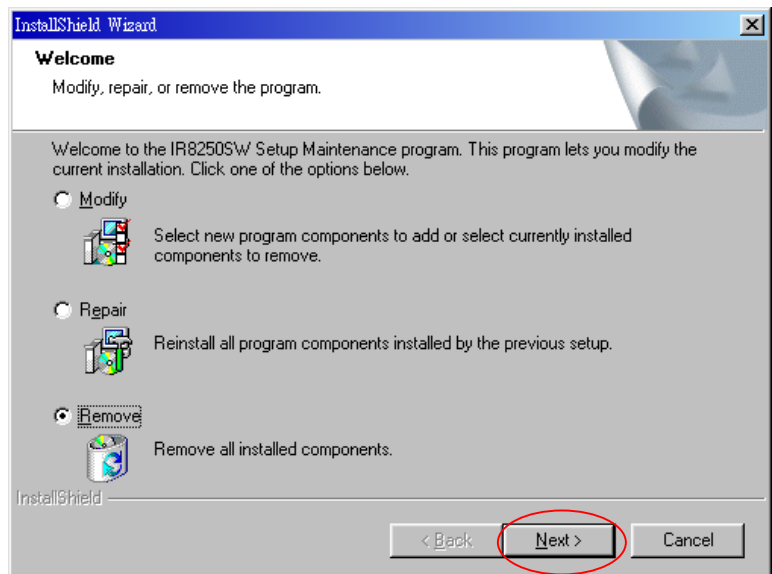 InstallShield Wizard
Welcome
Modify, repair, or remove the program.
Welcome to the IR8250SW Setup Maintenance program. This program lets you modify the
current installation. Click one of the options below.
Modify
Select new program components to add or select currently installed
components to remove.
Repair
Reinstall all program components installed by the previous setup.
Remove
Remove all installed components.
InstallShield
< Back
Next >
Cancel